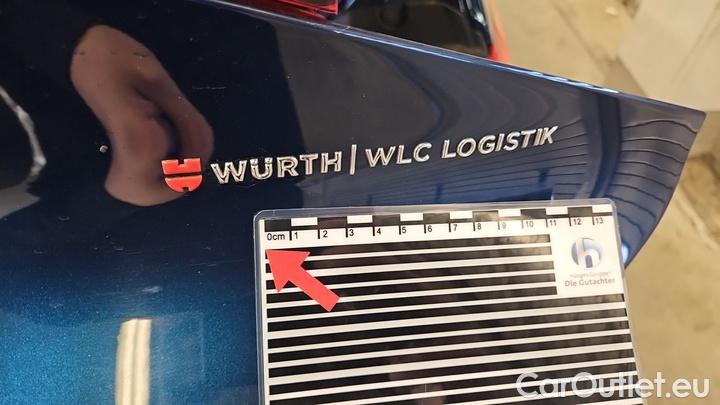 WÜRTH | WLC LOGISTIK
0cm 1 2 3 4 5 6 7 8 9 10 11 12 13
Hüsges Gruppe
Die Gutachter
CarOutlet.eu